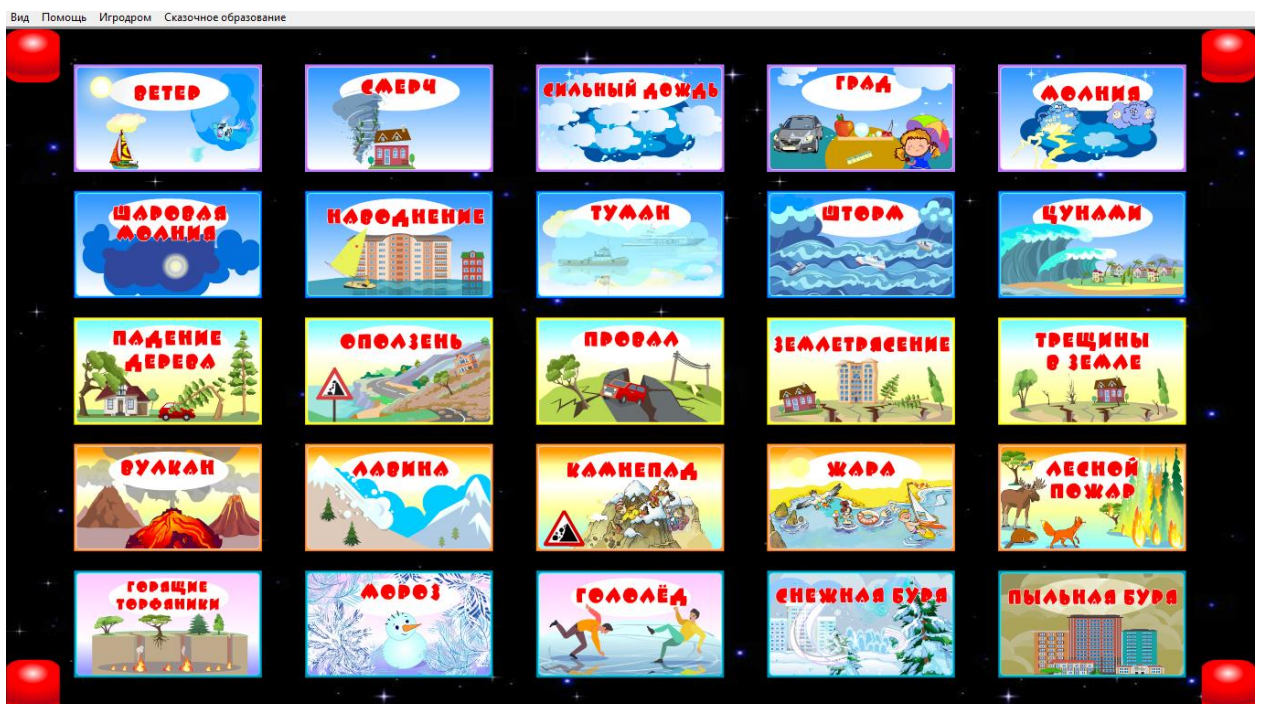 Вид Помощь Игродром Сказочное образование
ВЕТЕР
СМЕРЧ
СИЛЬНЫЙ ДОЖДЬ
ГРАД
МОЛНИЯ
ШАРОВАЯ
МОЛНИЯ
НАВОДНЕНИЕ
ТУМАН
ШТОРМ
ЦУНАМИ
ПАДЕНИЕ
ДЕРЕВА
ОПОЛЗЕНЬ
ПРОВАЛ
ЗЕМЛЕТРЯСЕНИЕ
ТРЕЩИНЫ
В ЗЕМЛЕ
ВУЛКАН
ЛАВИНА
КАМНЕПАД
ЖАРА
ЛЕСНОЙ
ПОЖАР
ГОРЯЩИЕ
ТОРФЯНИКИ
МОРОЗ
ГОЛОЛЁД
СНЕЖНАЯ БУРЯ
ПЫЛЬНАЯ БУРЯ